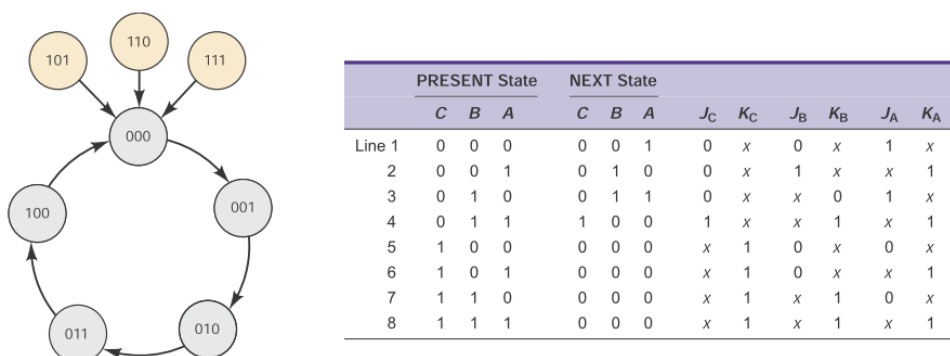 110
101 111
000
100 001
011 010
PRESENT State NEXT State
C B A C B A J_C K_C J_B K_B J_A K_A
Line 1 0 0 0 0 0 1 0 x 0 x 1 x
2 0 0 1 0 1 0 0 x 1 x x 1
3 0 1 0 0 1 1 0 x x 0 1 x
4 0 1 1 1 0 0 1 x x 1 x 1
5 1 0 0 0 0 0 x 1 0 x 0 x
6 1 0 1 0 0 0 x 1 0 x x 1
7 1 1 0 0 0 0 x 1 x 1 0 x
8 1 1 1 0 0 0 x 1 x 1 x 1